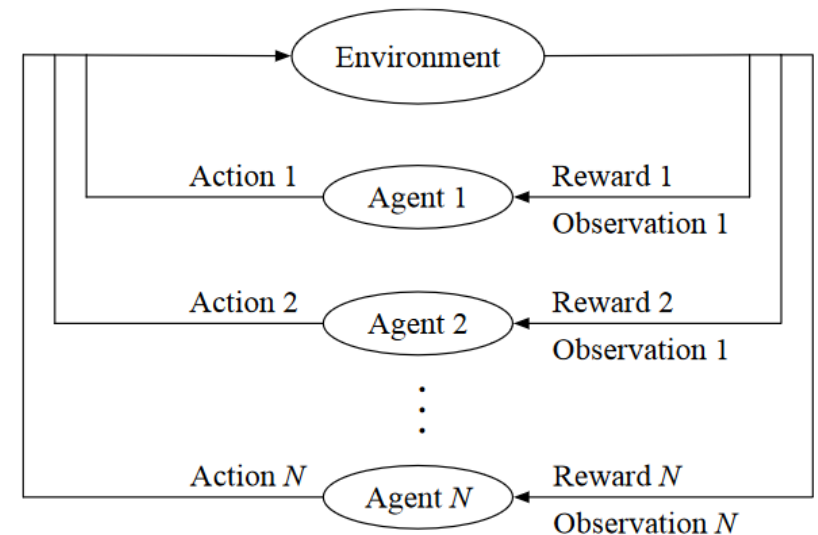 Environment
Action 1
Agent 1
Reward 1
Observation 1
Action 2
Agent 2
Reward 2
Observation 1
Action N
Agent N
Reward N
Observation N